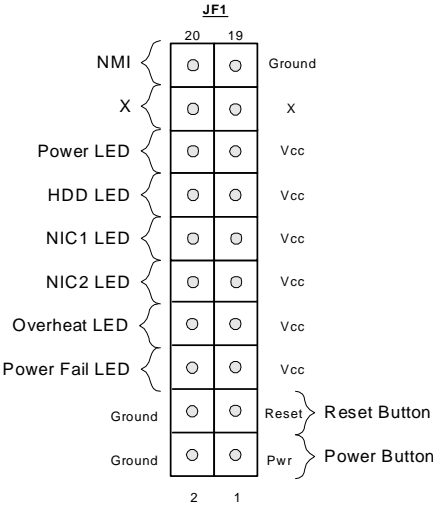 JF1
20 19
NMI Ground
X X
Power LED Vcc
HDD LED Vcc
NIC1 LED Vcc
NIC2 LED Vcc
Overheat LED Vcc
Power Fail LED Vcc
Ground Reset Reset Button
Ground Pwr Power Button
2 1